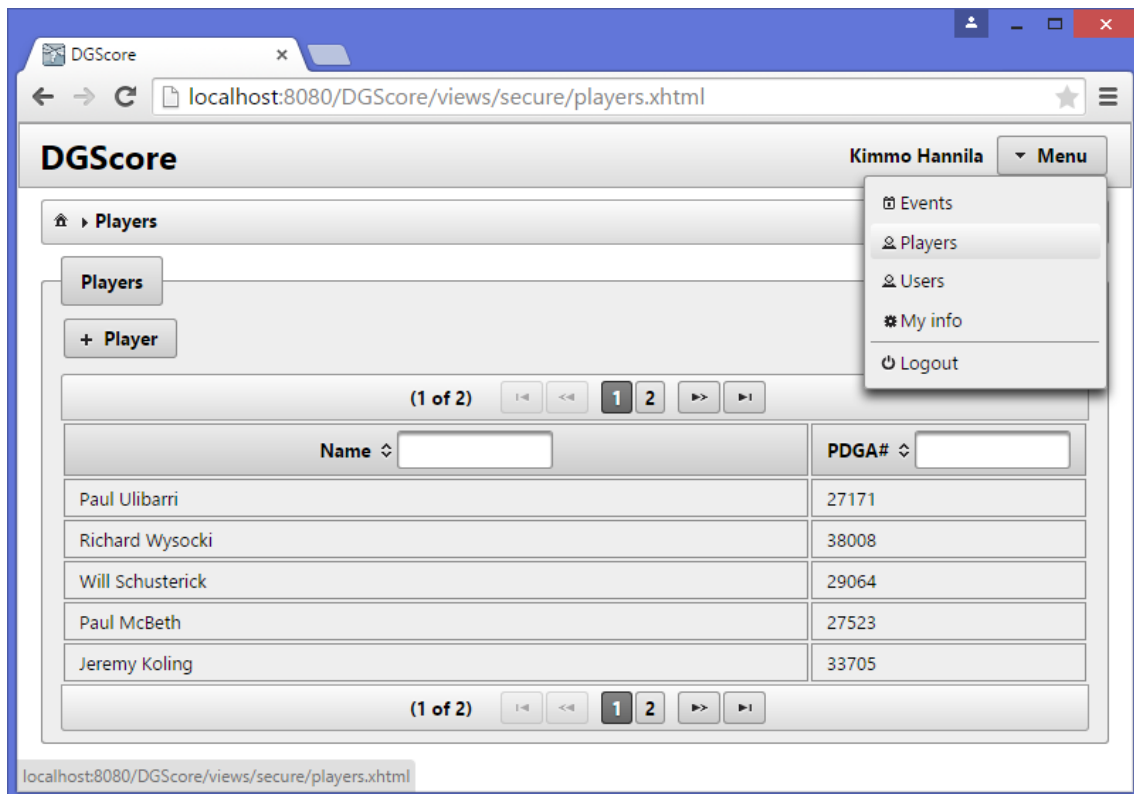 DGScore
localhost:8080/DGScore/views/secure/players.xhtml
DGScore
Kimmo Hannila
Menu
Events
Players
Users
My info
Logout
Players
Players
+ Player
(1 of 2) 1 2
Name PDGA#
Paul Ulibarri 27171
Richard Wysocki 38008
Will Schusterick 29064
Paul McBeth 27523
Jeremy Koling 33705
(1 of 2) 1 2
localhost:8080/DGScore/views/secure/players.xhtml